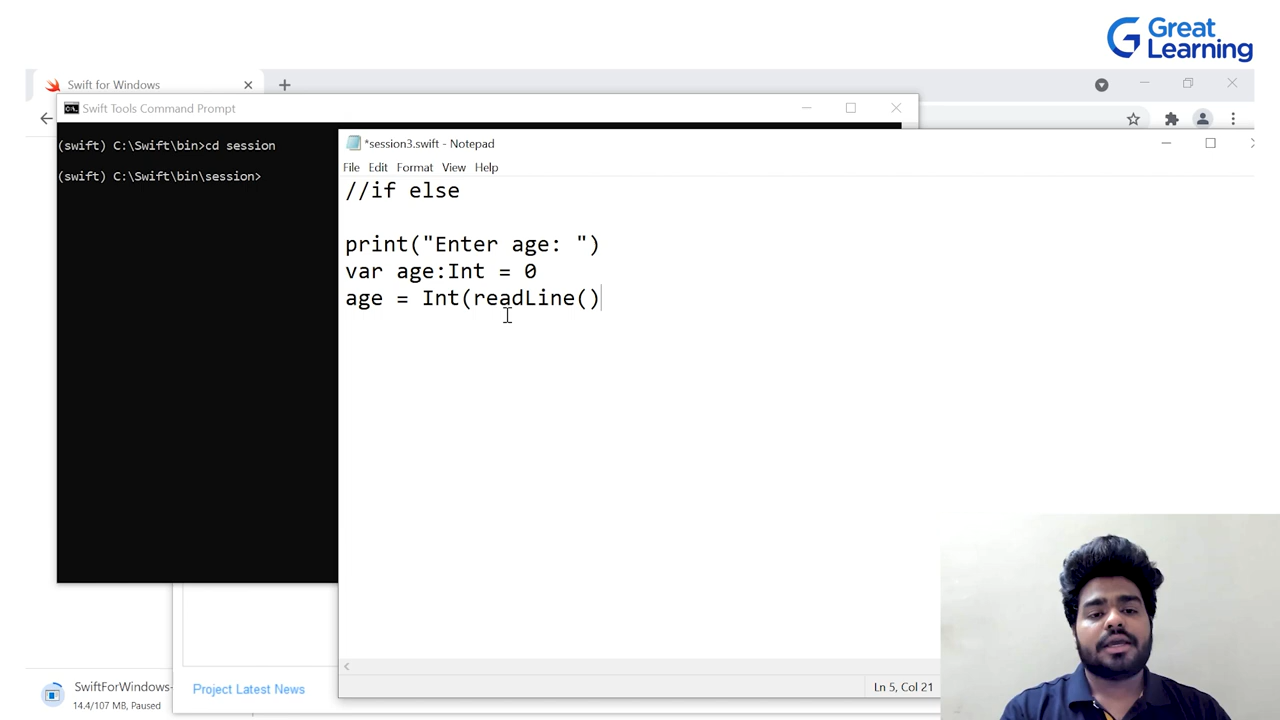 Great
Learning
Swift for Windows
Swift Tools Command Prompt
(swift) C:\Swift\bin>cd session
(swift) C:\Swift\bin\session>
*session3.swift - Notepad
File Edit Format View Help
//if else
print("Enter age: ")
var age:Int = 0
age = Int(readLine()
Ln 5, Col 21
Project Latest News
SwiftForWindows-
14.4/107 MB, Paused